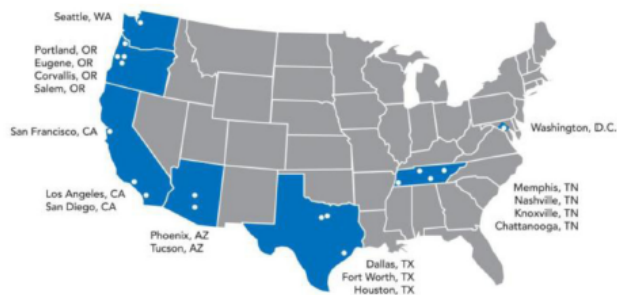 Seattle, WA
Portland, OR
Eugene, OR
Corvallis, OR
Salem, OR
San Francisco, CA
Los Angeles, CA
San Diego, CA
Phoenix, AZ
Tucson, AZ
Dallas, TX
Fort Worth, TX
Houston, TX
Washington, D.C.
Memphis, TN
Nashville, TN
Knoxville, TN
Chattanooga, TN